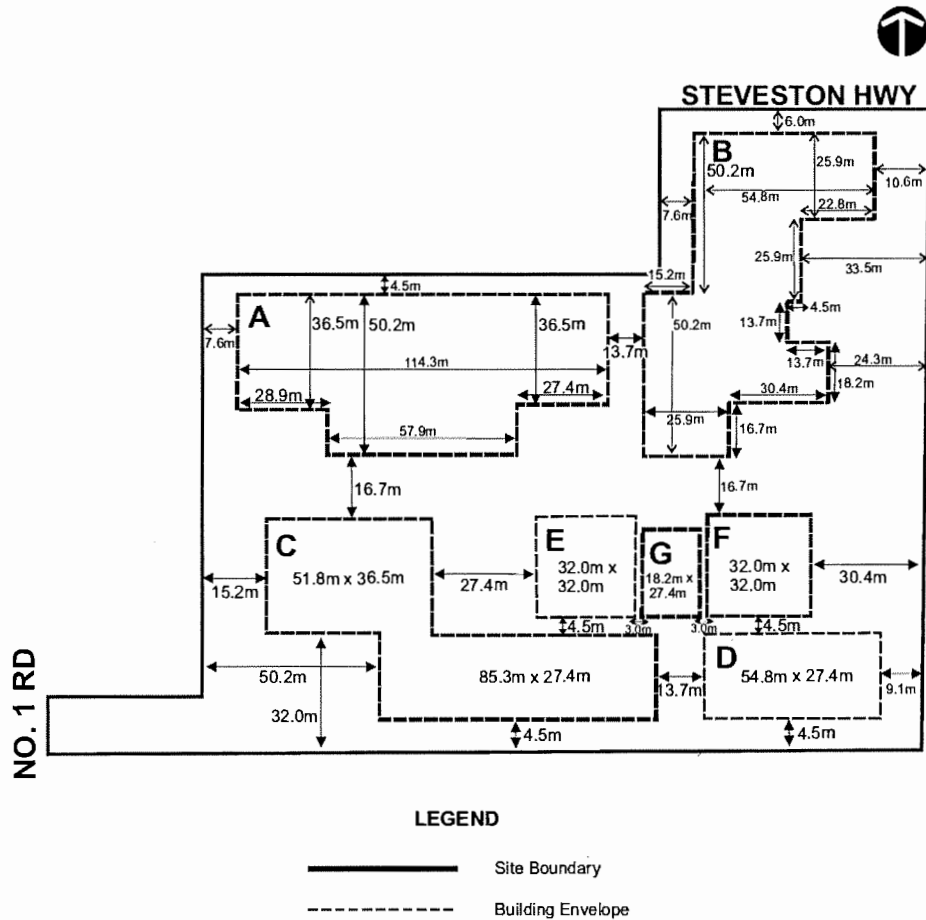 STEVESTON HWY
6.0m
B
50.2m
25.9m
10.6m
54.8m
22.8m
7.6m
25.9m
33.5m
15.2m
4.5m
4.5m
A
36.5m
50.2m
36.5m
50.2m
13.7m
7.6m
13.7m
114.3m
13.7m
24.3m
28.9m
27.4m
30.4m
18.2m
57.9m
25.9m
16.7m
16.7m
16.7m
C
E
G
F
51.8m x 36.5m
32.0m x
32.0m
18.2m x
27.4m
32.0m x
32.0m
15.2m
27.4m
30.4m
4.5m
3.0m
3.0m
4.5m
D
50.2m
85.3m x 27.4m
13.7m
54.8m x 27.4m
9.1m
32.0m
4.5m
4.5m
NO. 1 RD
LEGEND
Site Boundary
Building Envelope